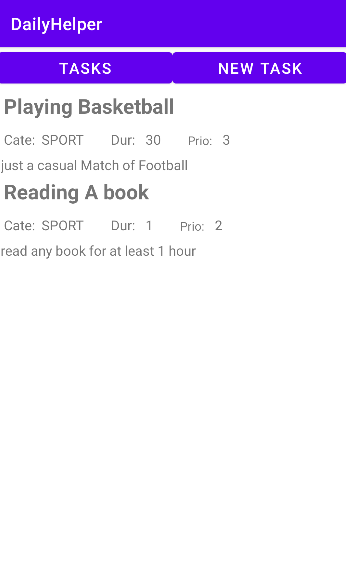 DailyHelper
TASKS NEW TASK
Playing Basketball
Cate: SPORT Dur: 30 Prio: 3
just a casual Match of Football
Reading A book
Cate: SPORT Dur: 1 Prio: 2
read any book for at least 1 hour